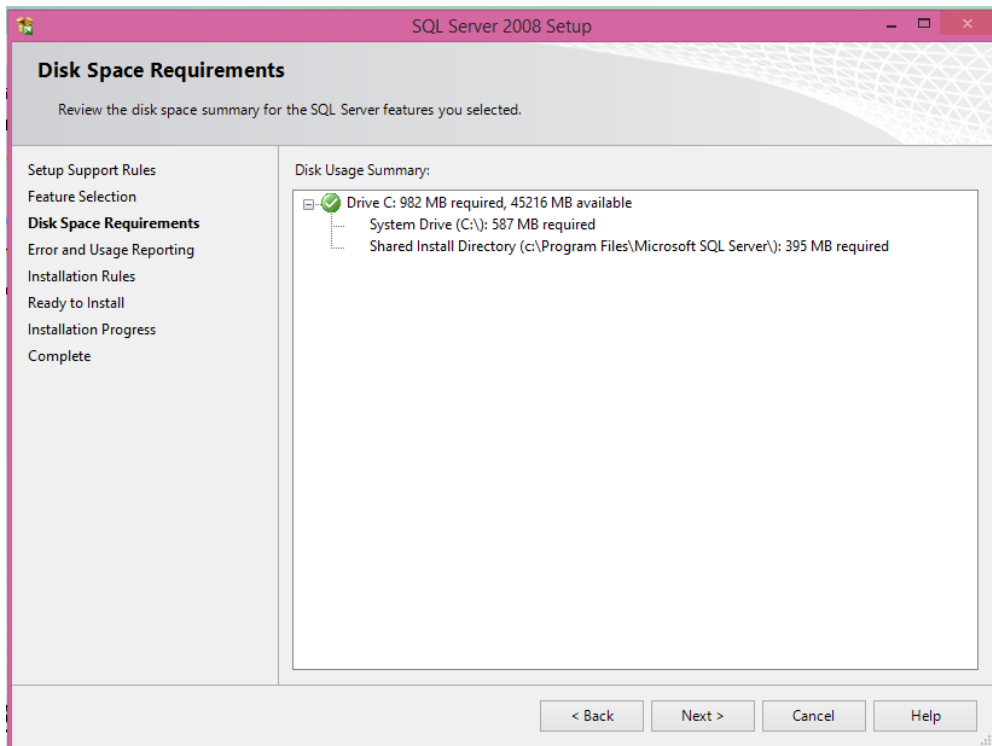 SQL Server 2008 Setup
Disk Space Requirements
Review the disk space summary for the SQL Server features you selected.
Setup Support Rules
Feature Selection
Disk Space Requirements
Error and Usage Reporting
Installation Rules
Ready to Install
Installation Progress
Complete
Disk Usage Summary:
Drive C: 982 MB required, 45216 MB available
System Drive (C:\): 587 MB required
Shared Install Directory (c:\Program Files\Microsoft SQL Server\): 395 MB required
< Back
Next >
Cancel
Help